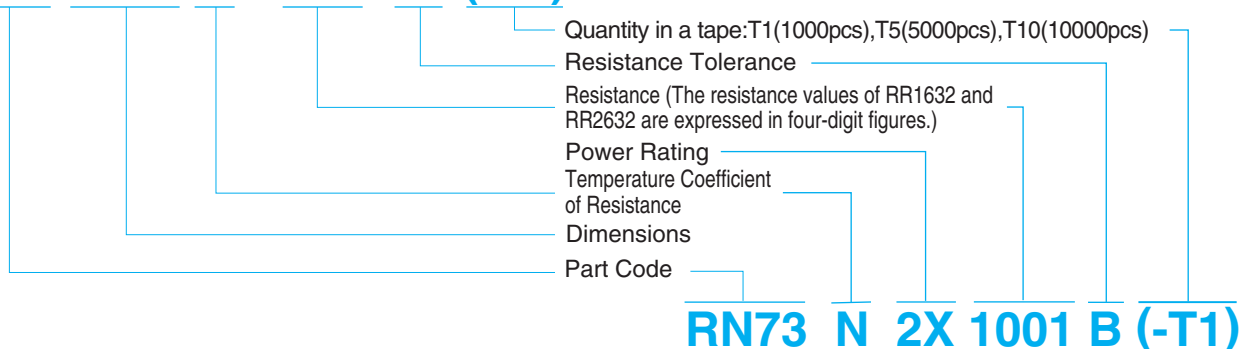 Quantity in a tape:T1(1000pcs),T5(5000pcs),T10(10000pcs)
Resistance Tolerance
Resistance (The resistance values of RR1632 and
RR2632 are expressed in four-digit figures.)
Power Rating
Temperature Coefficient
of Resistance
Dimensions
Part Code
RN73 N 2X 1001 B (-T1)